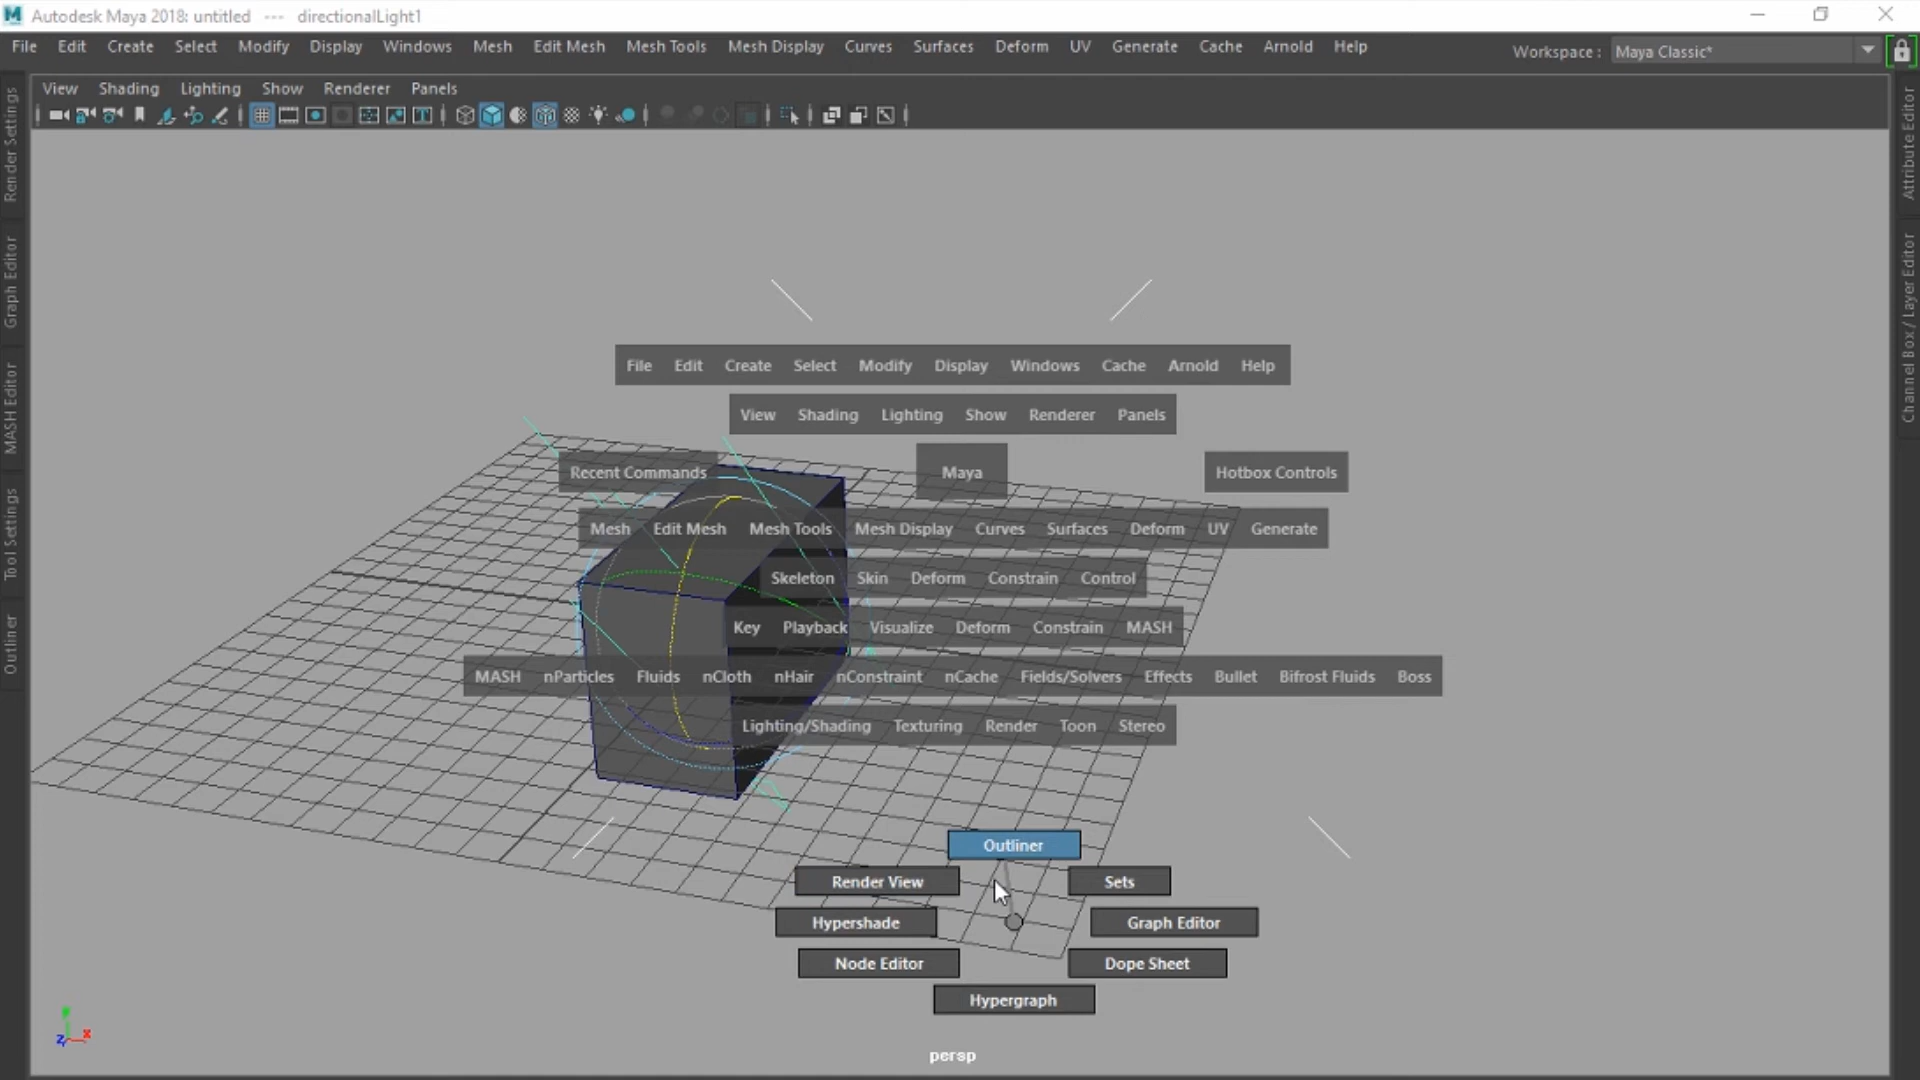 Autodesk Maya 2018: untitled --- directionalLight1
File Edit Create Select Modify Display Windows Mesh Edit Mesh Mesh Tools Mesh Display Curves Surfaces Deform UV Generate Cache Arnold Help
Workspace : Maya Classic*
View Shading Lighting Show Renderer Panels
Render Settings
Graph Editor
MASH Editor
Tool Settings
Outliner
Attribute Editor
Channel Box / Layer Editor
File Edit Create Select Modify Display Windows Cache Arnold Help
View Shading Lighting Show Renderer Panels
Recent Commands Maya Hotbox Controls
Mesh Edit Mesh Mesh Tools Mesh Display Curves Surfaces Deform UV Generate
Skeleton Skin Deform Constrain Control
Key Playback Visualize Deform Constrain MASH
MASH nParticles Fluids nCloth nHair nConstraint nCache Fields/Solvers Effects Bullet Bifrost Fluids Boss
Lighting/Shading Texturing Render Toon Stereo
Outliner
Render View Sets
Hypershade Graph Editor
Node Editor Dope Sheet
Hypergraph
z x
persp